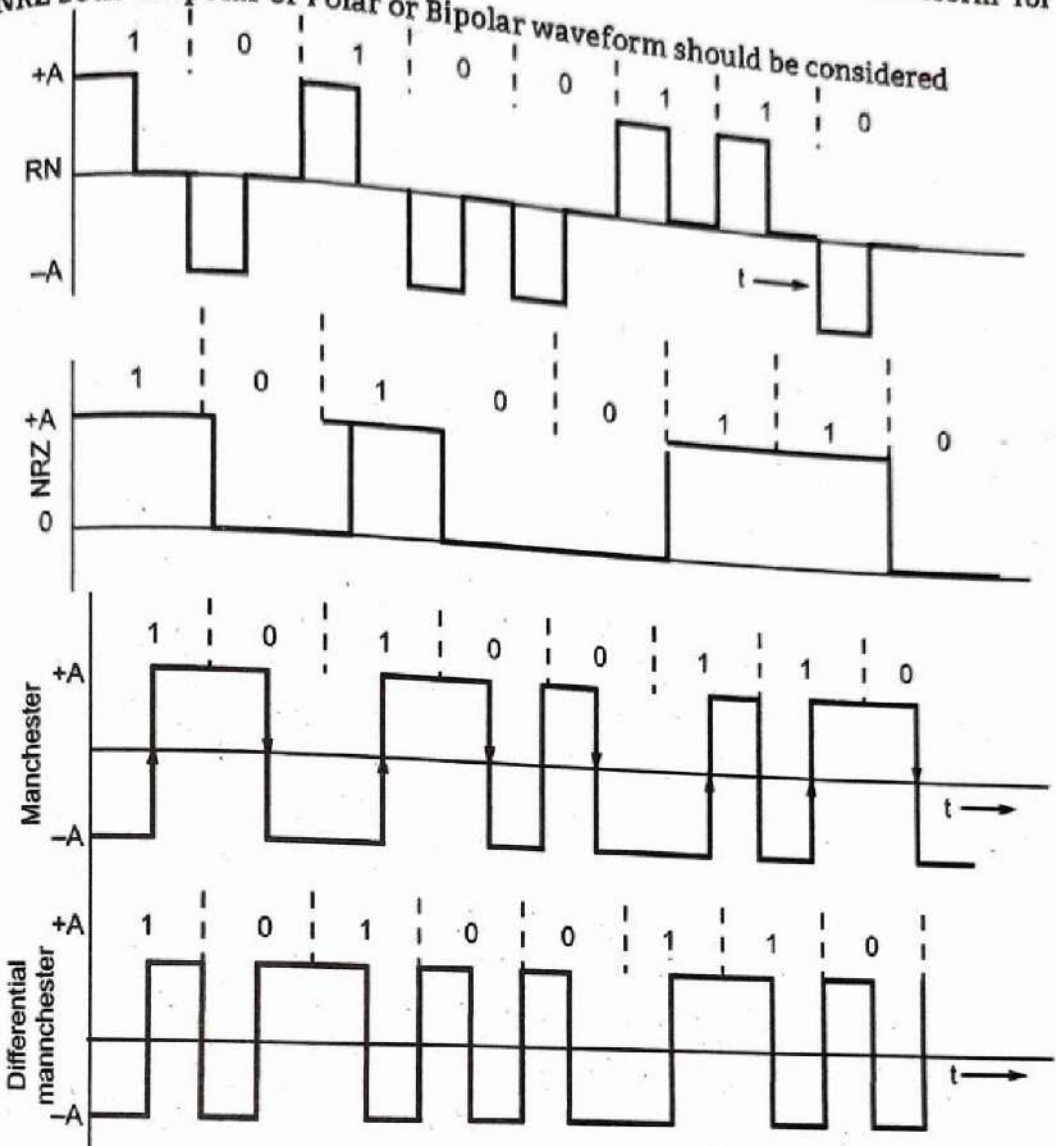 or Polar or Bipolar waveform should be considered
1 0 1 0 0 1 1 0
+A
RN
–A
t
1 0 1 0 0 1 1 0
+A
NRZ
0
1 0 1 0 0 1 1 0
+A
Manchester
–A
t
1 0 1 0 0 1 1 0
+A
Differential
mannchester
–A
t